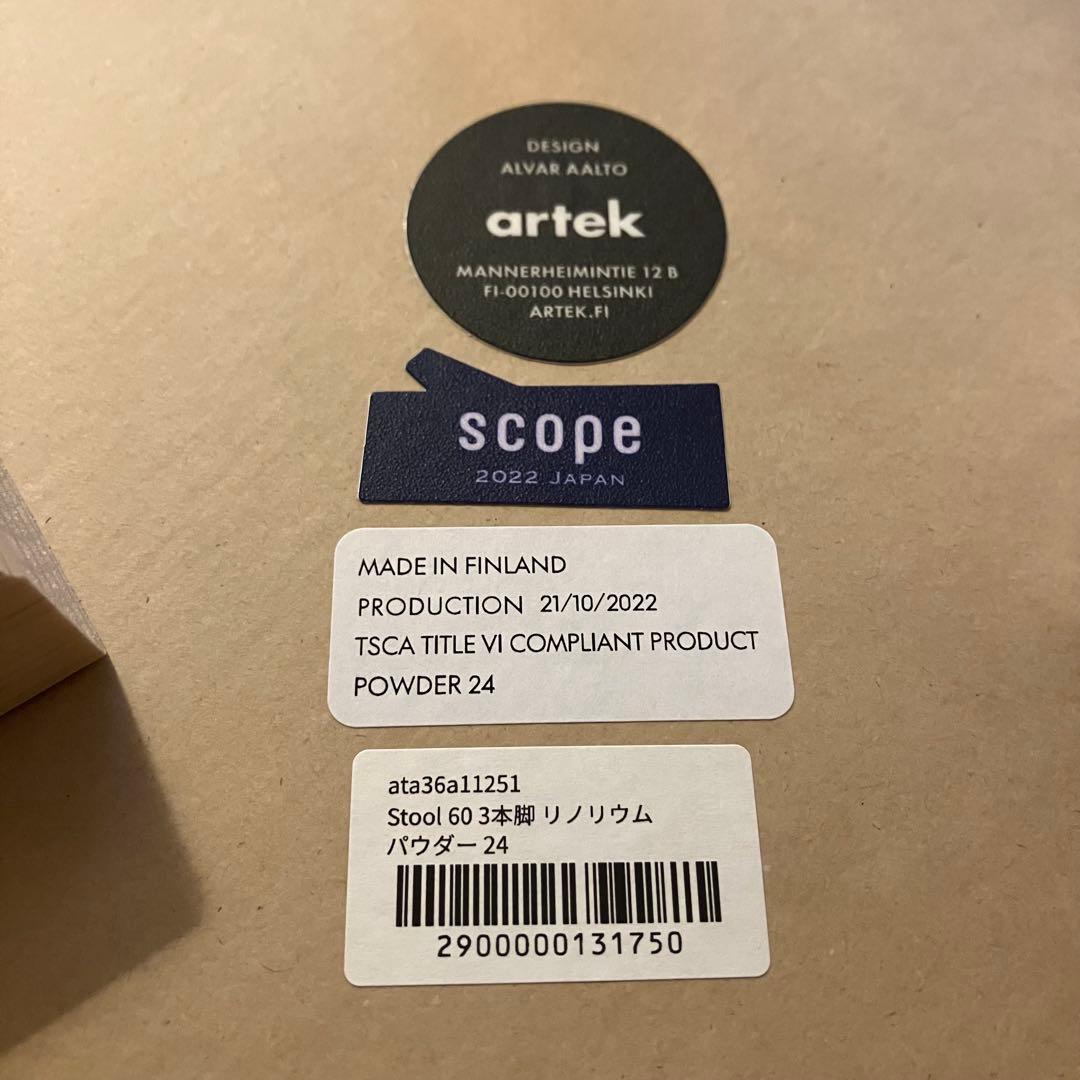 DESIGN
ALVAR AALTO
artek
MANNERHEIMINTIE 12 B
FI-00100 HELSINKI
ARTEK.FI
scope
2022 JAPAN
MADE IN FINLAND
PRODUCTION 21/10/2022
TSCA TITLE VI COMPLIANT PRODUCT
POWDER 24
ata36a11251
Stool 60 3本脚 リノリウム
パウダー 24
2900000131750